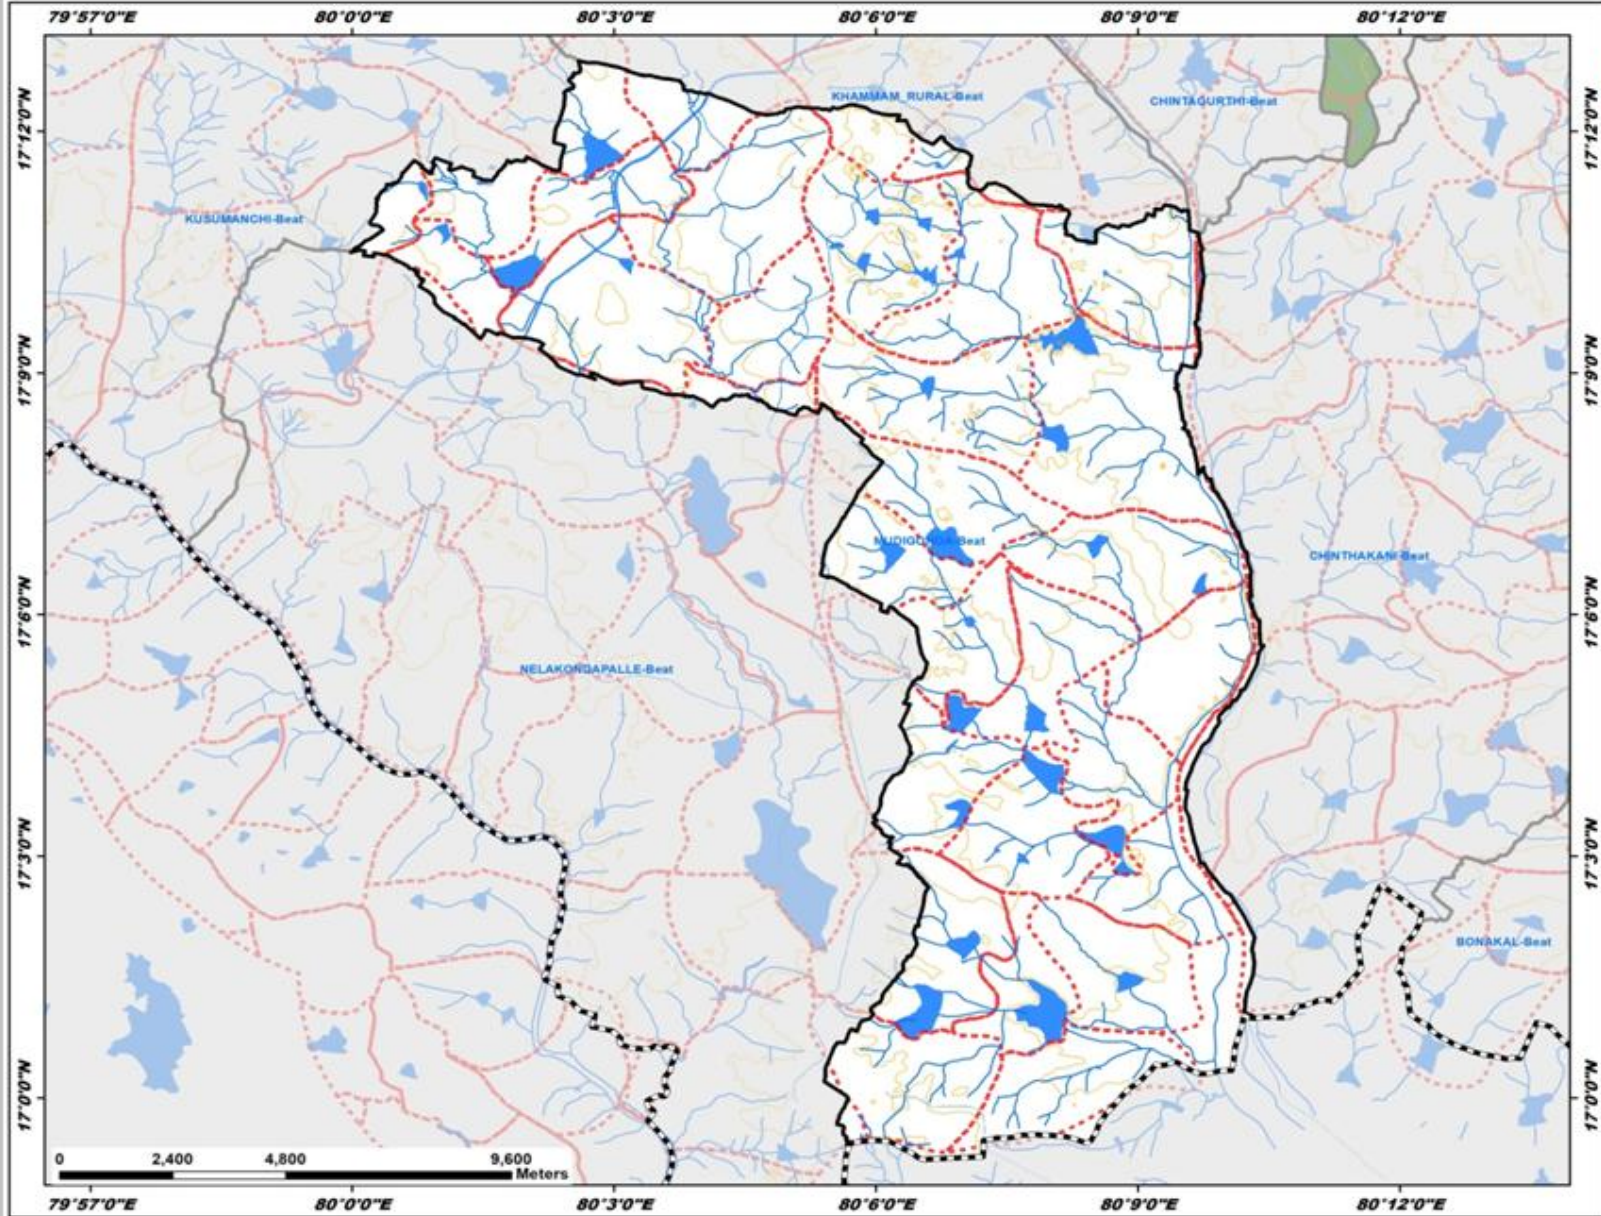 79°57'0"E 80°0'0"E 80°3'0"E 80°6'0"E 80°9'0"E 80°12'0"E
KHAMMAM_RURAL-Beat
CHINTAGURTHI-Beat
17°12'0"N 17°12'0"N
KUSUMANCHI-Beat
17°9'0"N 17°9'0"N
MUDIGONDA-Beat
CHINTHAKANI-Beat
17°6'0"N 17°6'0"N
NELAKONDAPALLE-Beat
17°3'0"N 17°3'0"N
BONAKAL-Beat
17°0'0"N 17°0'0"N
0 2,400 4,800 9,600
Meters
79°57'0"E 80°0'0"E 80°3'0"E 80°6'0"E 80°9'0"E 80°12'0"E